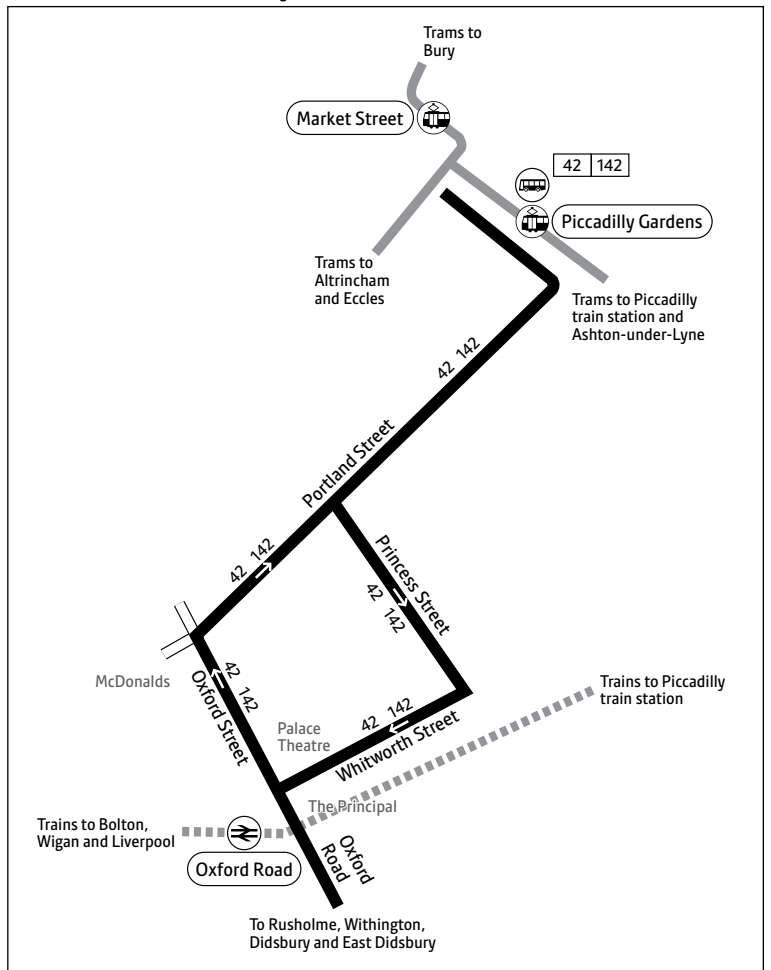 Trams to
Bury
Market Street
42 142
Piccadilly Gardens
Trams to
Altrincham
and Eccles
Trams to Piccadilly
train station and
Ashton-under-Lyne
42 142
Portland Street
42 142
Princess Street
42 142
McDonalds
Oxford Street
42 142
Palace
Theatre
42 142
Whitworth Street
Trains to Piccadilly
train station
The Principal
Trains to Bolton,
Wigan and Liverpool
Oxford Road
Oxford
Road
To Rusholme, Withington,
Didsbury and East Didsbury